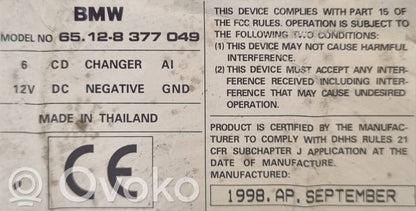 BMW
MODEL NO 65.12-8 377 049
6 CD CHANGER AI
12V DC NEGATIVE GND
MADE IN THAILAND
CE
THIS DEVICE COMPLIES WITH PART 15 OF
THE FCC RULES. OPERATION IS SUBJECT TO
THE FOLLOWING TWO CONDITIONS:
(1) THIS DEVICE MAY NOT CAUSE HARMFUL
INTERFERENCE.
(2) THIS DEVICE MUST ACCEPT ANY INTER-
FERENCE RECEIVED INCLUDING INTER-
FERENCE THAT MAY CAUSE UNDESIRED
OPERATION.
PRODUCT IS CERTIFIED BY THE MANUFAC-
TURER TO COMPLY WITH DHHS RULES 21
CFR SUBCHAPTER J APPLICATION AT THE
DATE OF MANUFACTURE.
MANUFACTURED:
1998.AP.SEPTEMBER
© ovoko.com